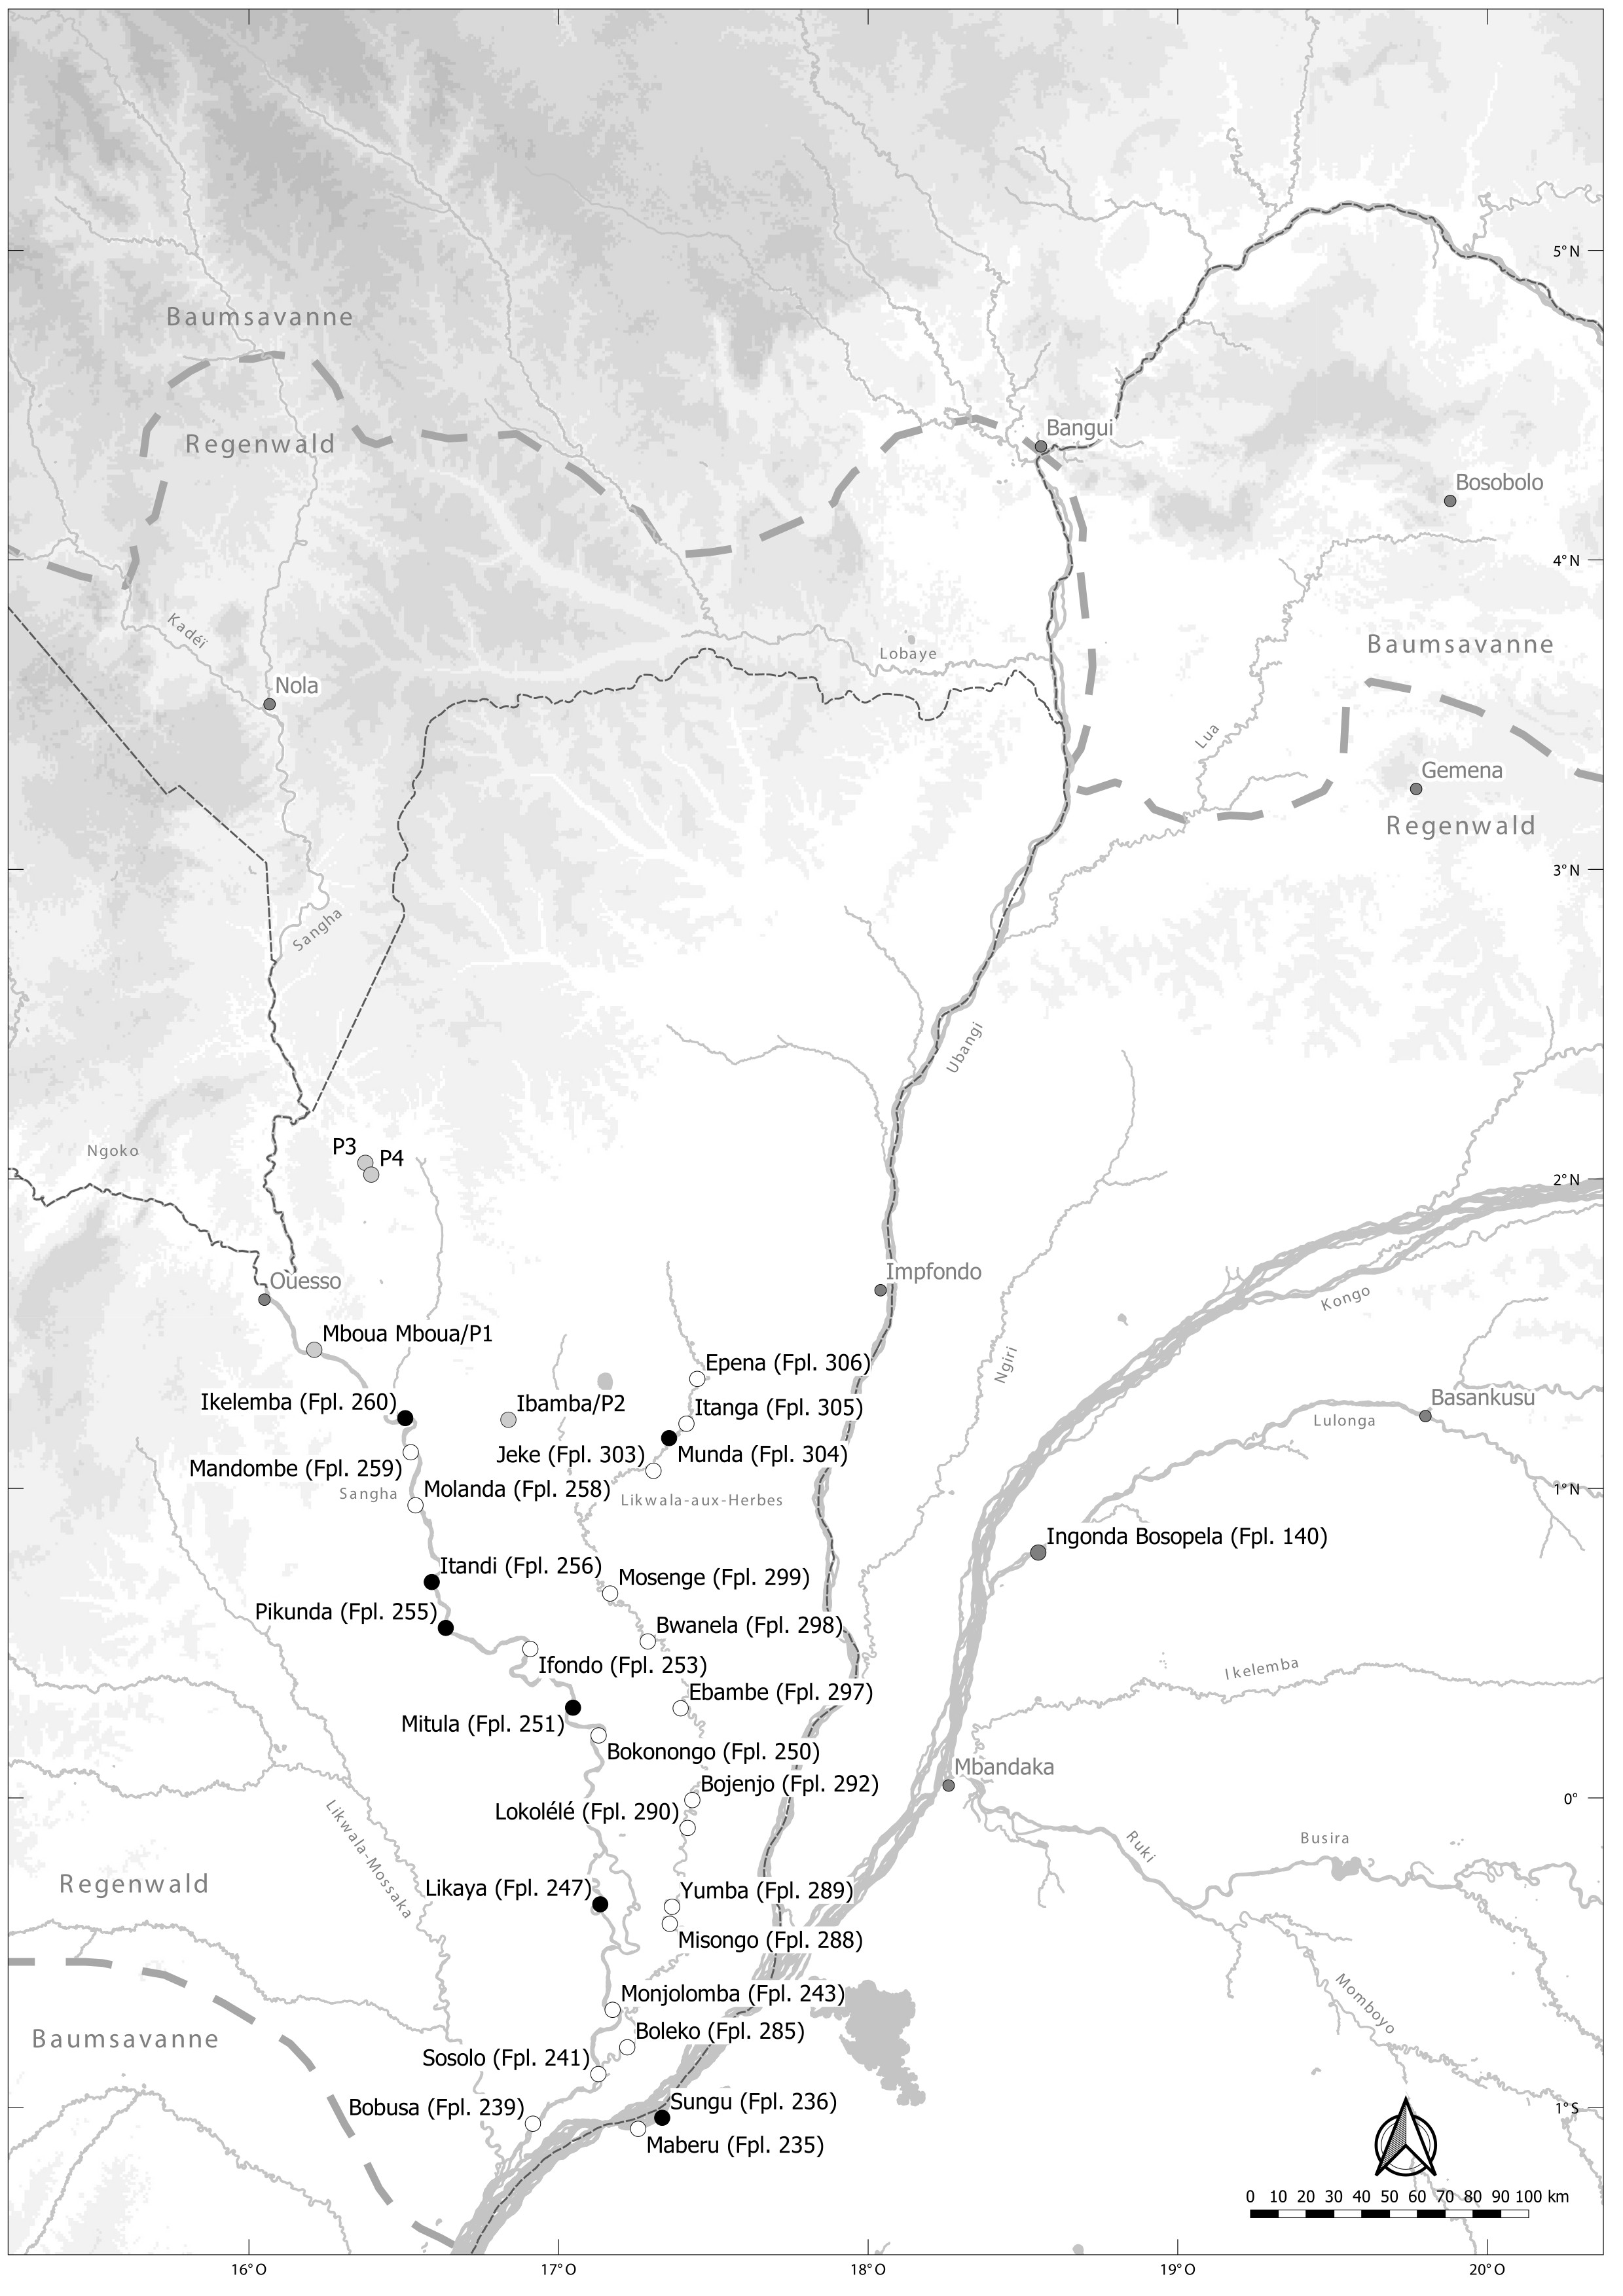 5°N
Baumsavanne
Bangui
Regenwald
Bosobolo
4°N
Kadéï
Baumsavanne
Lobaye
Nola
Lua
Gemena
Regenwald
3°N
Sangha
Ubangi
Ngoko
P3
P4
2°N
Ouesso
Impfondo
Kongo
Mboua Mboua/P1
Ngiri
Epena (Fpl. 306)
Ikelemba (Fpl. 260)
Ibamba/P2
Basankusu
Itanga (Fpl. 305)
Lulonga
Jeke (Fpl. 303)
Munda (Fpl. 304)
Mandombe (Fpl. 259)
Molanda (Fpl. 258)
1°N
Sangha
Likwala-aux-Herbes
Ingonda Bosopela (Fpl. 140)
Itandi (Fpl. 256)
Mosenge (Fpl. 299)
Pikunda (Fpl. 255)
Bwanela (Fpl. 298)
Ifondo (Fpl. 253)
Ikelemba
Ebambe (Fpl. 297)
Mitula (Fpl. 251)
Bokonongo (Fpl. 250)
Mbandaka
Bojenjo (Fpl. 292)
0°
Lokolélé (Fpl. 290)
Likwala-Mossaka
Ruki
Busira
Regenwald
Likaya (Fpl. 247)
Yumba (Fpl. 289)
Misongo (Fpl. 288)
Monjolomba (Fpl. 243)
Momboyo
Baumsavanne
Boleko (Fpl. 285)
Sosolo (Fpl. 241)
Bobusa (Fpl. 239)
Sungu (Fpl. 236)
1°S
Maberu (Fpl. 235)
0 10 20 30 40 50 60 70 80 90 100 km
16°O 17°O 18°O 19°O 20°O